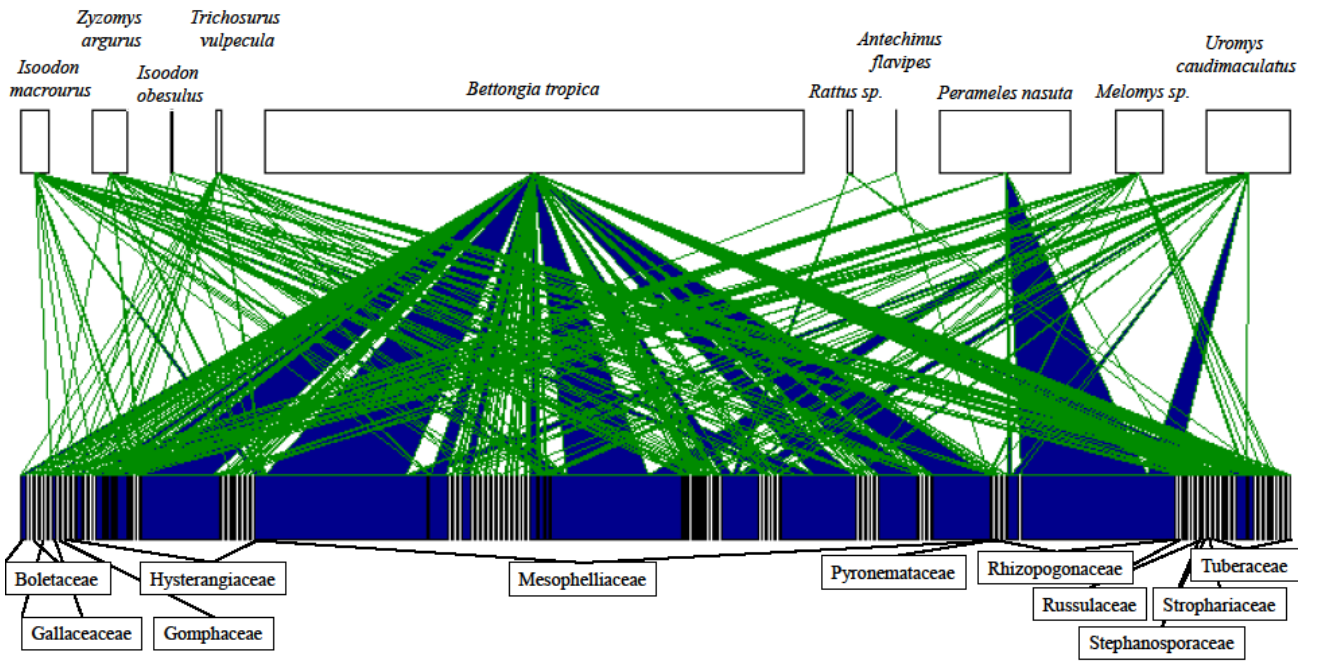 Zyzomys
argurus
Trichosurus
vulpecula
Isoodon
macrourus
Isoodon
obesulus
Bettongia tropica
Rattus sp.
Antechinus
flavipes
Perameles nasuta
Melomys sp.
Uromys
caudimaculatus
Boletaceae
Hysterangiaceae
Mesophelliaceae
Pyronemataceae
Rhizopogonaceae
Tuberaceae
Russulaceae
Strophariaceae
Gallaceaceae
Gomphaceae
Stephanosporaceae